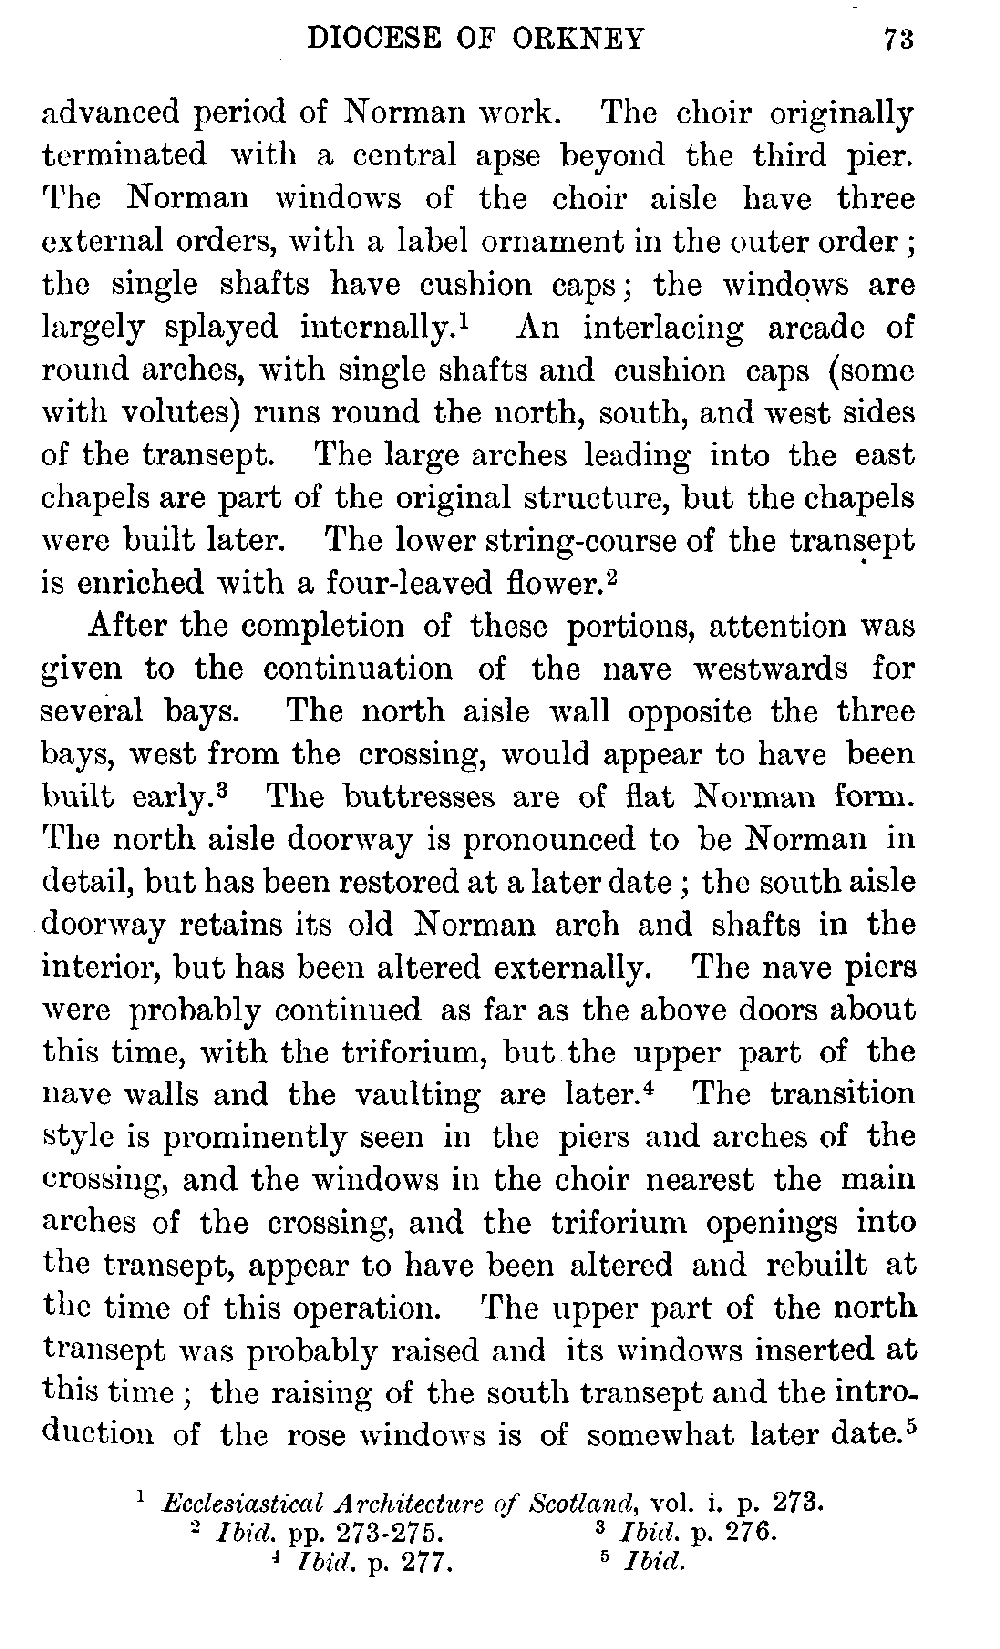 DIOCESE OF ORKNEY 73
advanced period of Norman work. The choir originally
terminated with a central apse beyond the third pier.
The Norman windows of the choir aisle have three
external orders, with a label ornament in the outer order ;
the single shafts have cushion caps ; the windows are
largely splayed internally.¹ An interlacing arcade of
round arches, with single shafts and cushion caps (some
with volutes) runs round the north, south, and west sides
of the transept. The large arches leading into the east
chapels are part of the original structure, but the chapels
were built later. The lower string-course of the transept
is enriched with a four-leaved flower.²
After the completion of these portions, attention was
given to the continuation of the nave westwards for
several bays. The north aisle wall opposite the three
bays, west from the crossing, would appear to have been
built early.³ The buttresses are of flat Norman form.
The north aisle doorway is pronounced to be Norman in
detail, but has been restored at a later date ; the south aisle
doorway retains its old Norman arch and shafts in the
interior, but has been altered externally. The nave piers
were probably continued as far as the above doors about
this time, with the triforium, but the upper part of the
nave walls and the vaulting are later.⁴ The transition
style is prominently seen in the piers and arches of the
crossing, and the windows in the choir nearest the main
arches of the crossing, and the triforium openings into
the transept, appear to have been altered and rebuilt at
the time of this operation. The upper part of the north
transept was probably raised and its windows inserted at
this time ; the raising of the south transept and the intro-
duction of the rose windows is of somewhat later date.⁵
¹ Ecclesiastical Architecture of Scotland, vol. i. p. 273.
² Ibid. pp. 273-275. ³ Ibid. p. 276.
⁴ Ibid. p. 277. ⁵ Ibid.